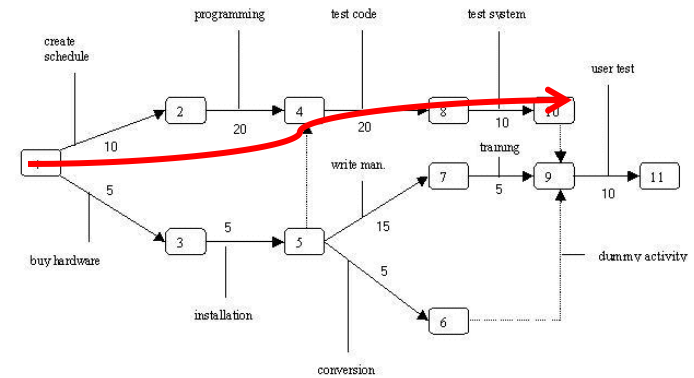 programming
test code
test system
create
schedule
user test
2
4
8
10
20
20
10
10
1
training
write man.
5
7
9
11
5
10
15
3
5
5
5
buy hardware
dummy activity
6
installation
conversion